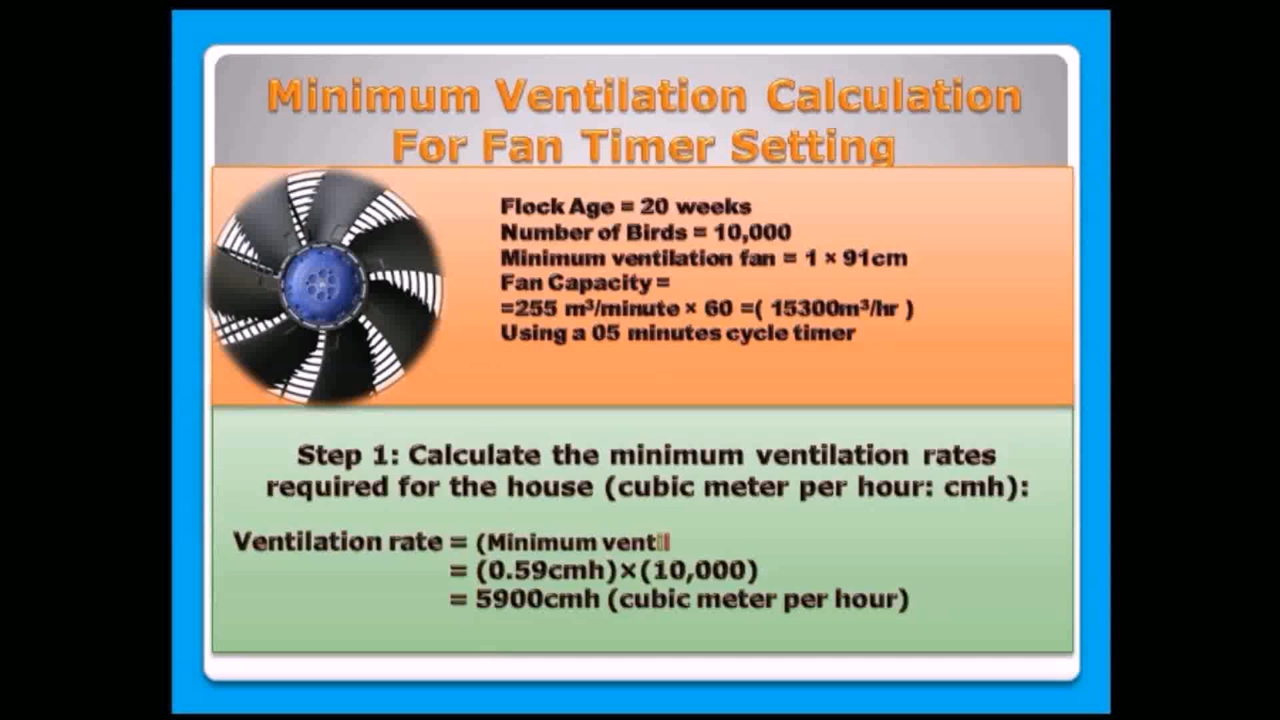 Minimum Ventilation Calculation
For Fan Timer Setting
Flock Age = 20 weeks
Number of Birds = 10,000
Minimum ventilation fan = 1 × 91cm
Fan Capacity =
=255 m³/minute × 60 =( 15300m³/hr )
Using a 05 minutes cycle timer
Step 1: Calculate the minimum ventilation rates
required for the house (cubic meter per hour: cmh):
Ventilation rate = (Minimum ventil
= (0.59cmh)×(10,000)
= 5900cmh (cubic meter per hour)